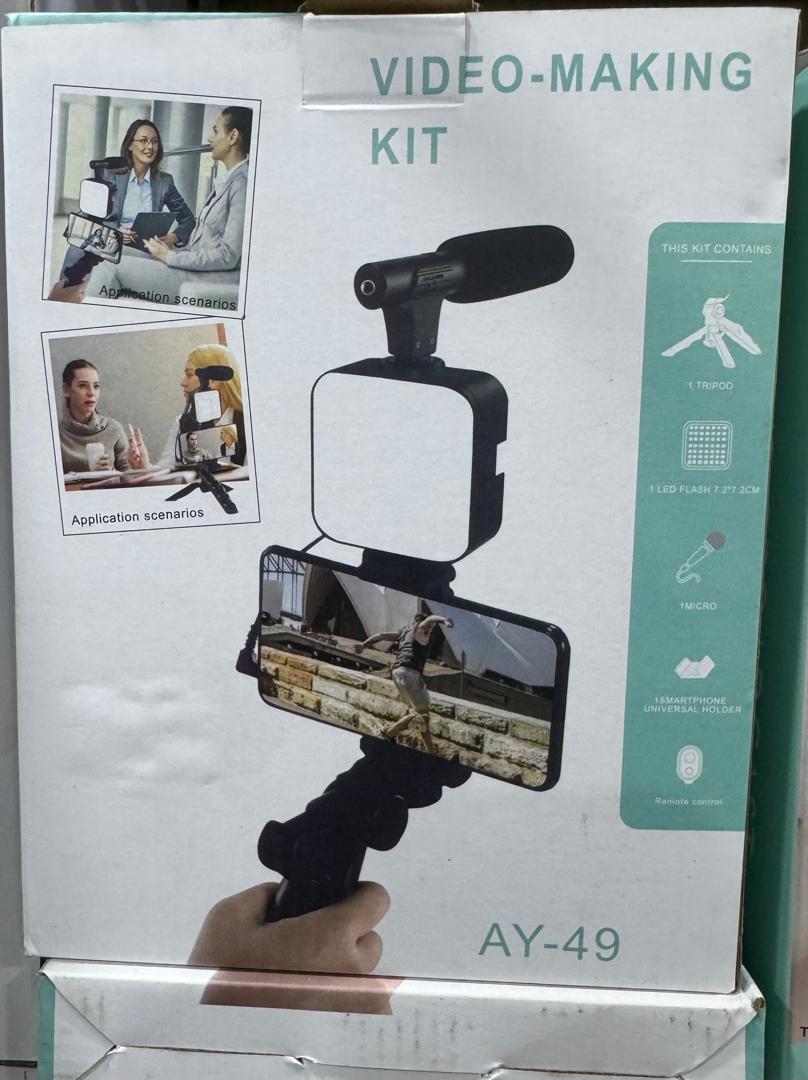 VIDEO-MAKING
KIT
Application scenarios
Application scenarios
THIS KIT CONTAINS
1. TRIPOD
1 LED FLASH 7.2*7.2CM
1MICRO
1SMARTPHONE
UNIVERSAL HOLDER
Remote control
AY-49
T